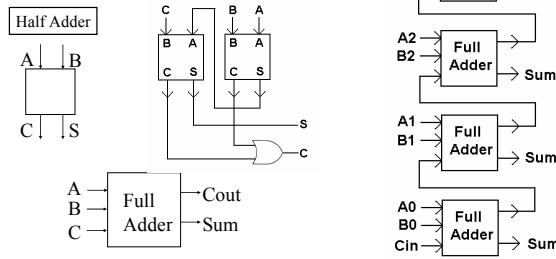 Half Adder
A B
C S
C B A
B A B A
C S C S
S
C
A
B
C
Full
Adder
Cout
Sum
A2
B2
Full
Adder
Sum
A1
B1
Full
Adder
Sum
A0
B0
Cin
Full
Adder
Sum